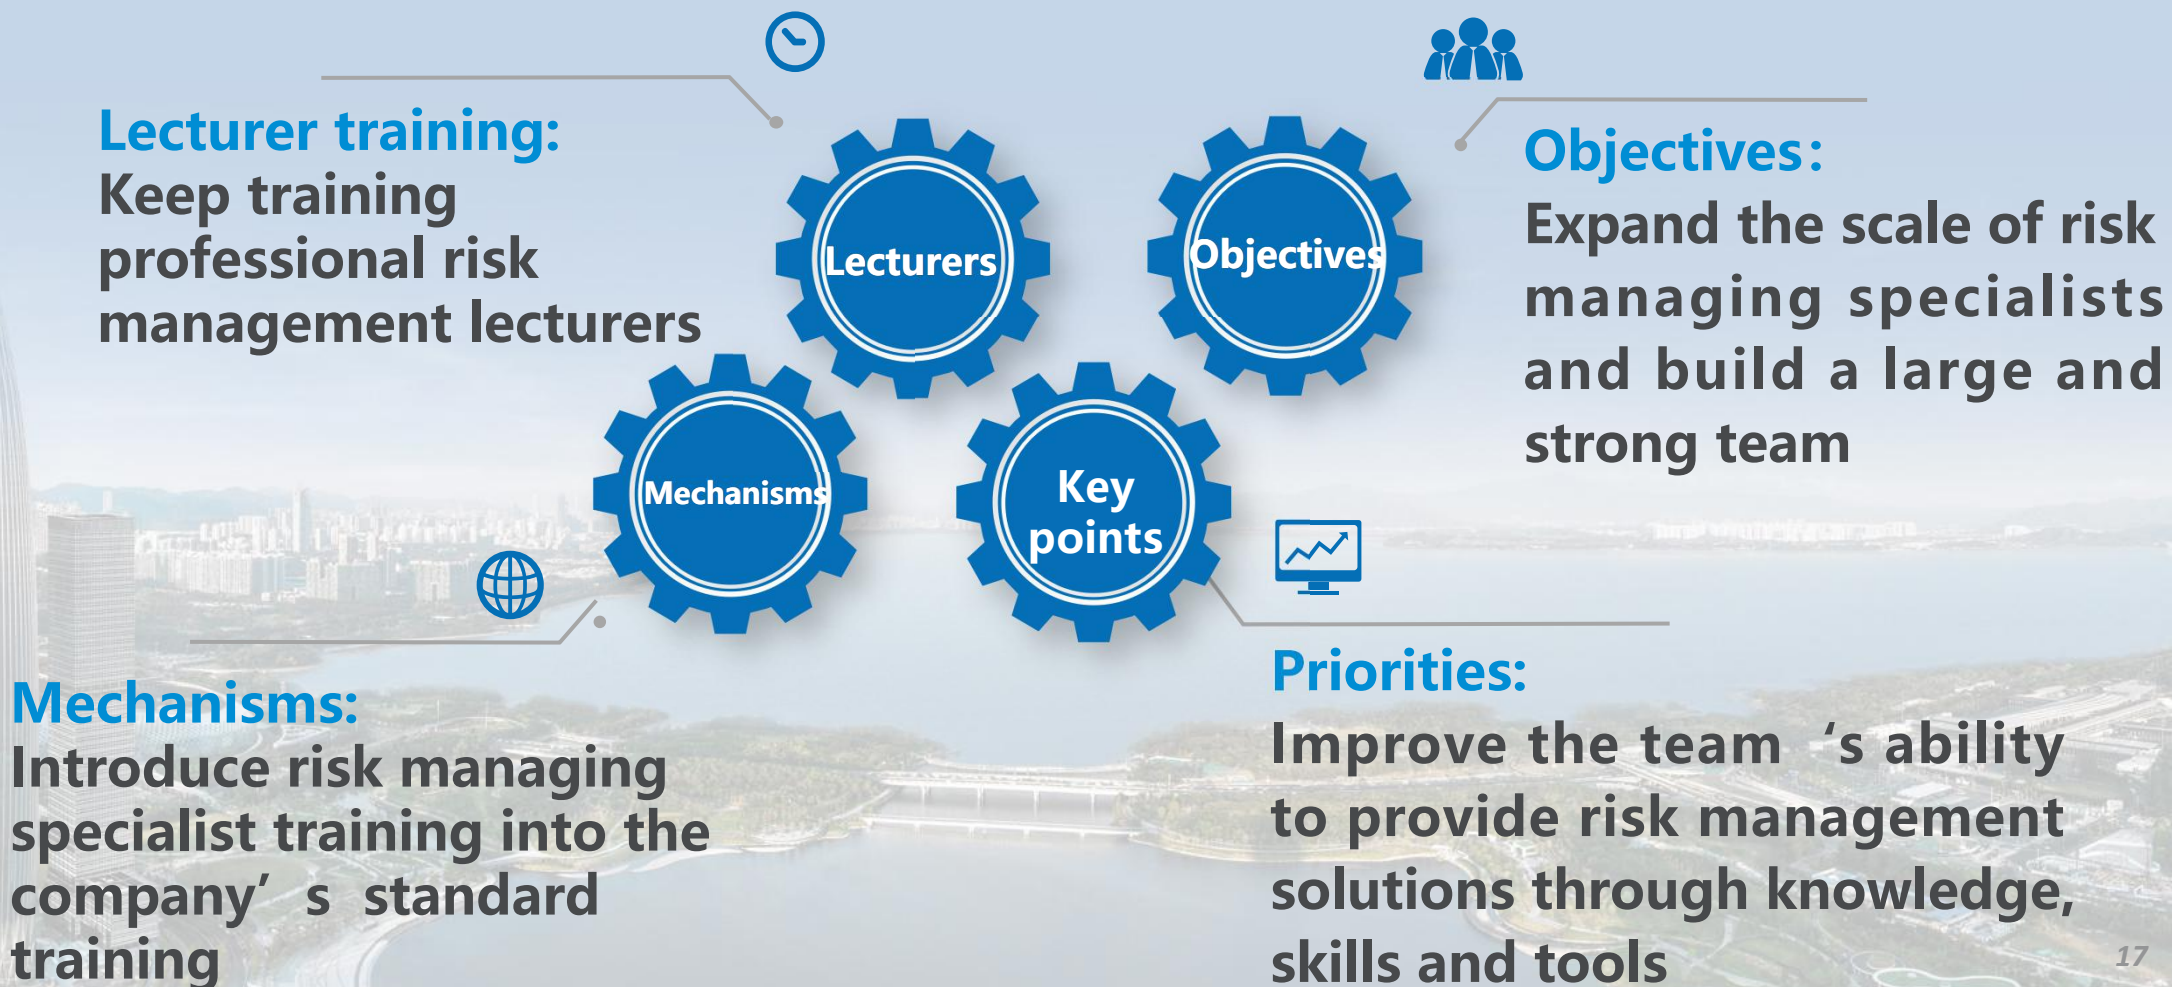 Lecturer training:
Keep training
professional risk
management lecturers
Lecturers
Objectives
Objectives:
Expand the scale of risk
managing specialists
and build a large and
strong team
Mechanisms
Key
points
Mechanisms:
Introduce risk managing
specialist training into the
company’ s standard
training
Priorities:
Improve the team ‘s ability
to provide risk management
solutions through knowledge,
skills and tools
17